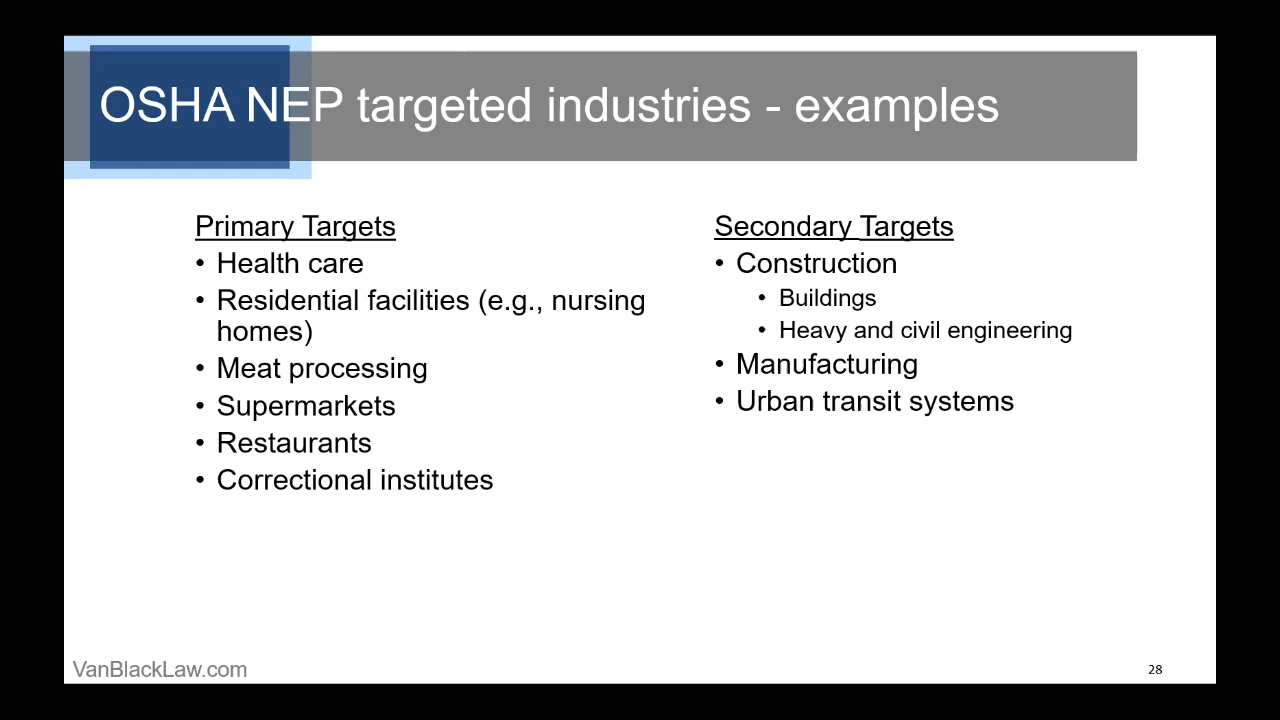 OSHA NEP targeted industries - examples
Primary Targets
• Health care
• Residential facilities (e.g., nursing
homes)
• Meat processing
• Supermarkets
• Restaurants
• Correctional institutes
Secondary Targets
• Construction
• Buildings
• Heavy and civil engineering
• Manufacturing
• Urban transit systems
VanBlackLaw.com
28